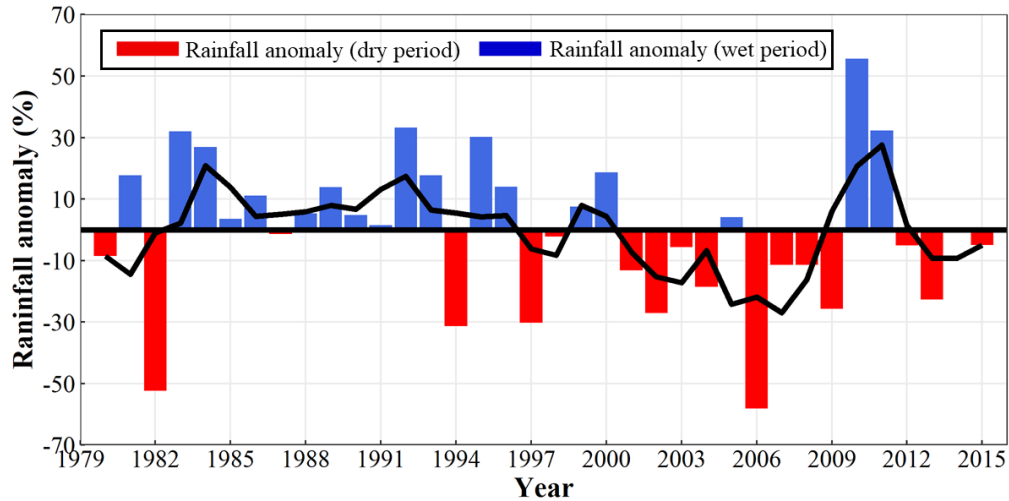 70
50
30
10
-10
-30
-50
-70
Raninfall anomaly (%)
Rainfall anomaly (dry period) Rainfall anomaly (wet period)
1979 1982 1985 1988 1991 1994 1997 2000 2003 2006 2009 2012 2015
Year